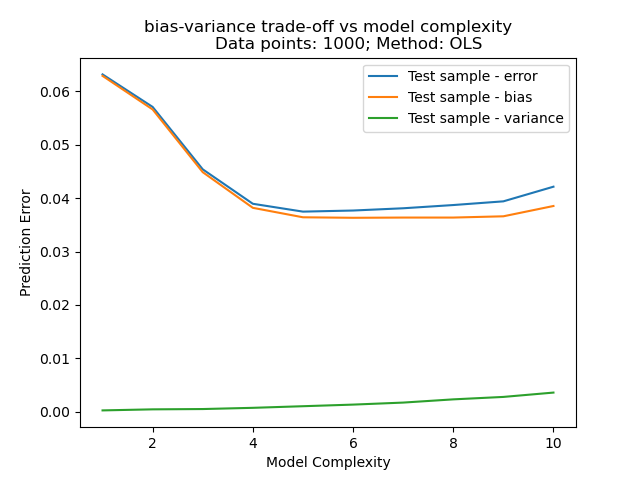 bias-variance trade-off vs model complexity
Data points: 1000; Method: OLS
Test sample - error
Test sample - bias
Test sample - variance
Prediction Error
0.06
0.05
0.04
0.03
0.02
0.01
0.00
2
4
6
8
10
Model Complexity